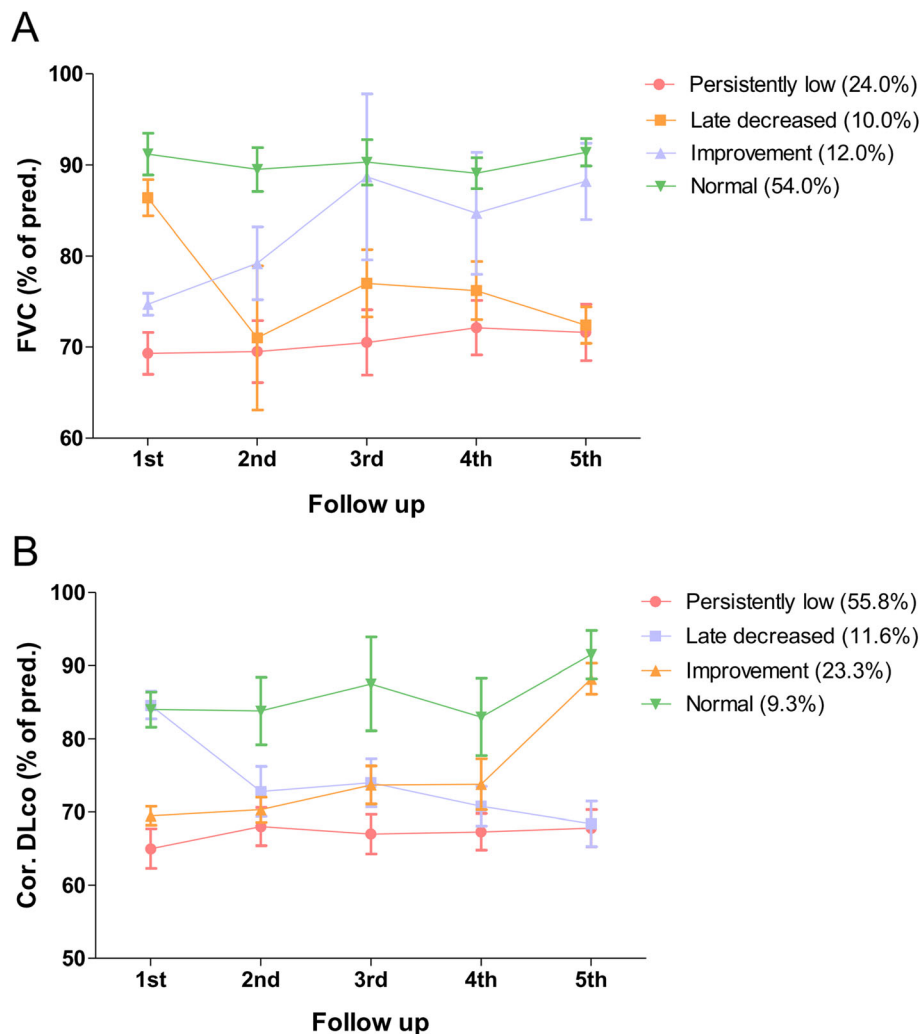 A
100
90
80
70
60
FVC (% of pred.)
1st 2nd 3rd 4th 5th
Follow up
Persistently low (24.0%)
Late decreased (10.0%)
Improvement (12.0%)
Normal (54.0%)
B
100
90
80
70
60
50
Cor. DLco (% of pred.)
1st 2nd 3rd 4th 5th
Follow up
Persistently low (55.8%)
Late decreased (11.6%)
Improvement (23.3%)
Normal (9.3%)